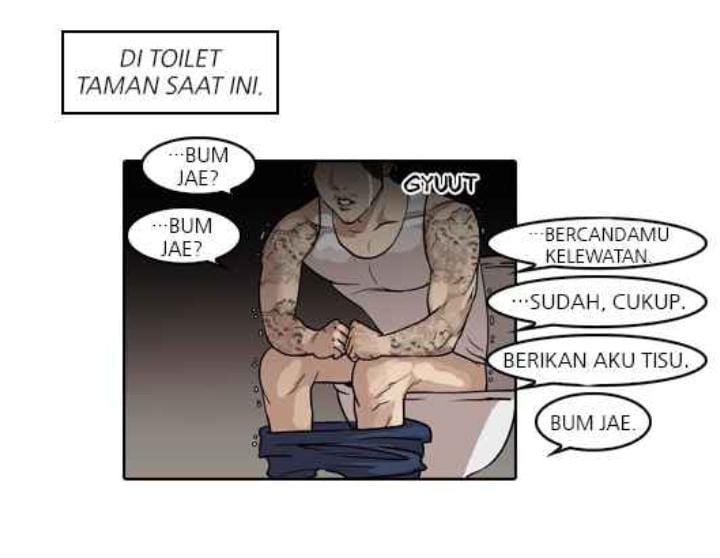 DI TOILET
TAMAN SAAT INI.
…BUM
JAE?
GYUUT
…BUM
JAE?
…BERCANDAMU
KELEWATAN.
…SUDAH, CUKUP.
BERIKAN AKU TISU.
BUM JAE.